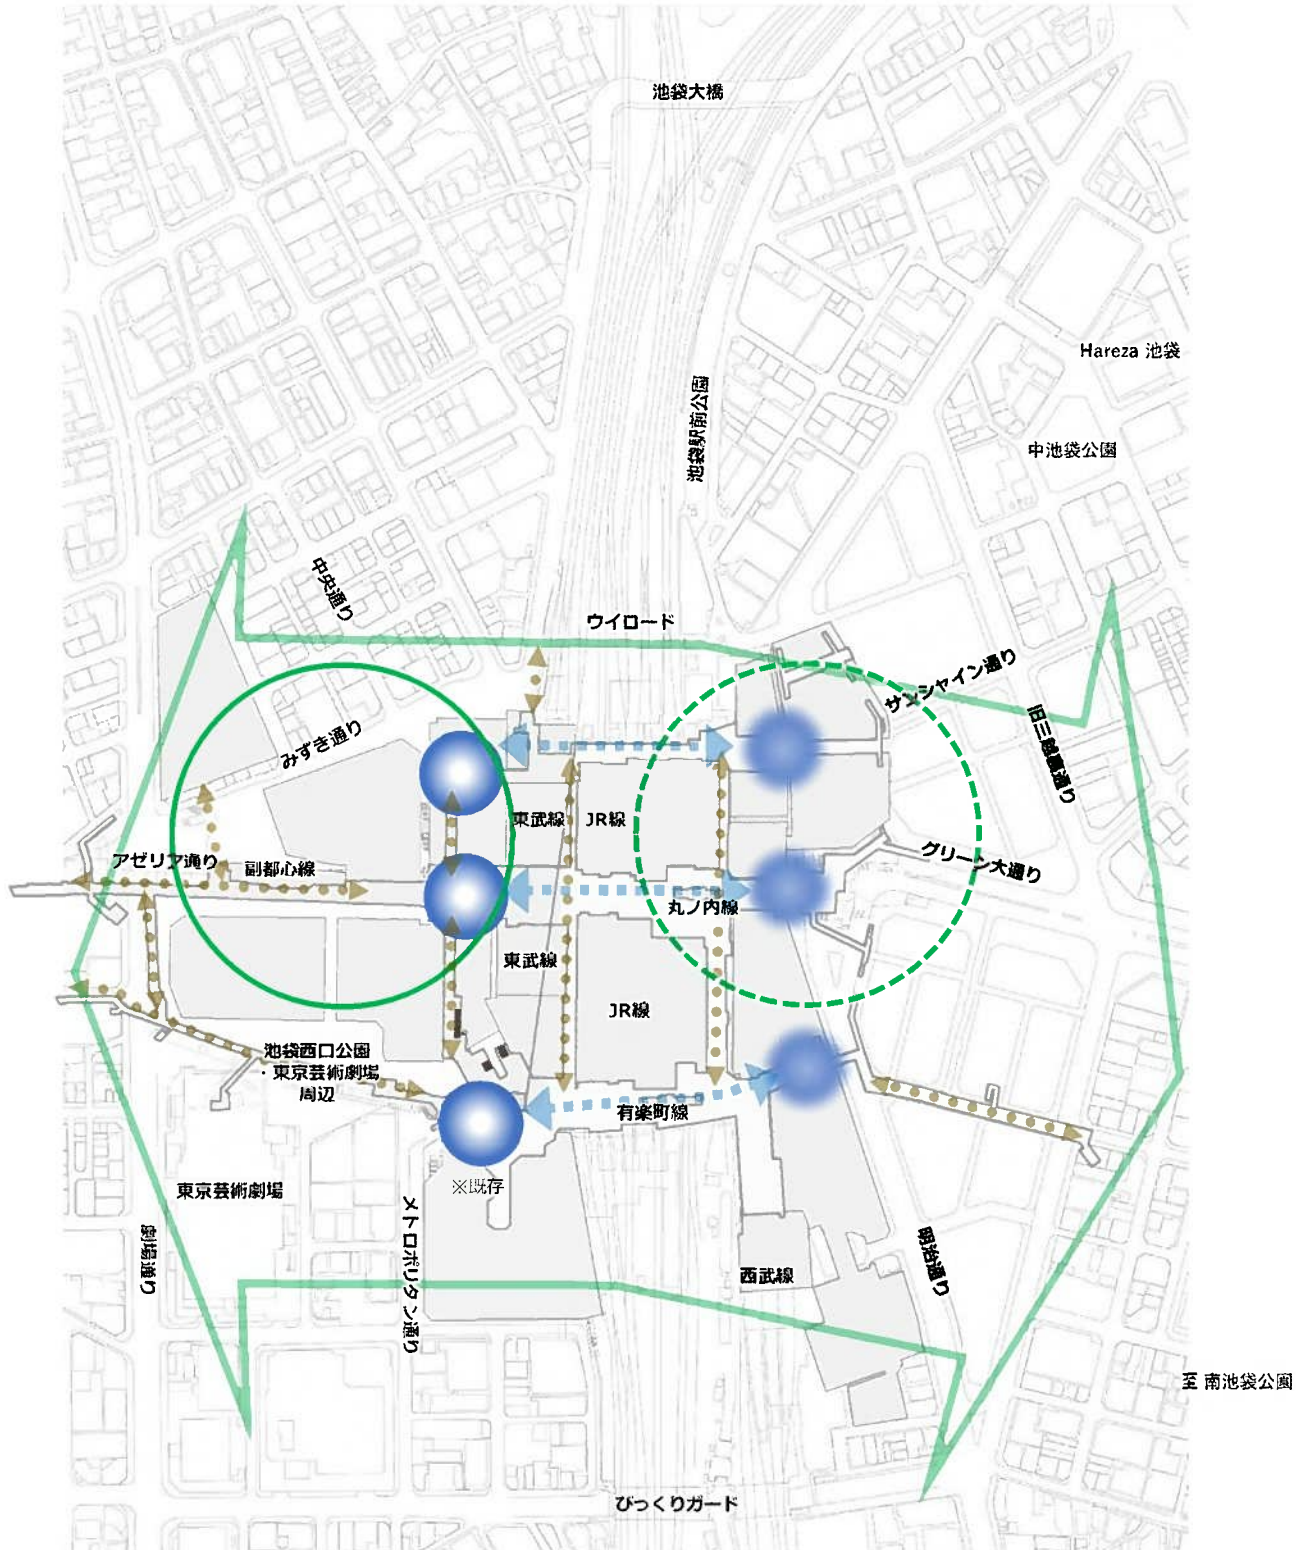 池袋大橋
Hareza 池袋
池袋駅前公園
中池袋公園
中央通り
ウイロード
サンシャイン通り
旧三越裏通り
みずき通り
東武線
JR線
アゼリア通り
副都心線
グリーン大通り
丸ノ内線
東武線
JR線
池袋西口公園
・東京芸術劇場
周辺
有楽町線
※既存
東京芸術劇場
劇場通り
メトロポリタン通り
明治通り
西武線
至 南池袋公園
びっくりガード